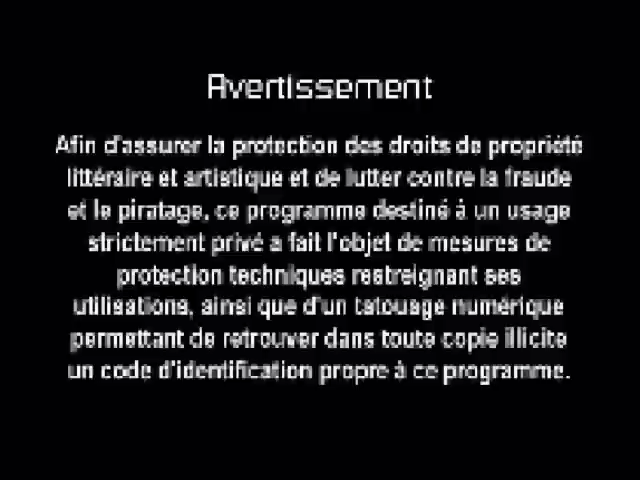 Avertissement
Afin d'assurer la protection des droits de propriété
littéraire et artistique et de lutter contre la fraude
et le piratage, ce programme destiné à un usage
strictement privé a fait l'objet de mesures de
protection techniques restreignant ses
utilisations, ainsi que d'un tatouage numérique
permettant de retrouver dans toute copie illicite
un code d'identification propre à ce programme.